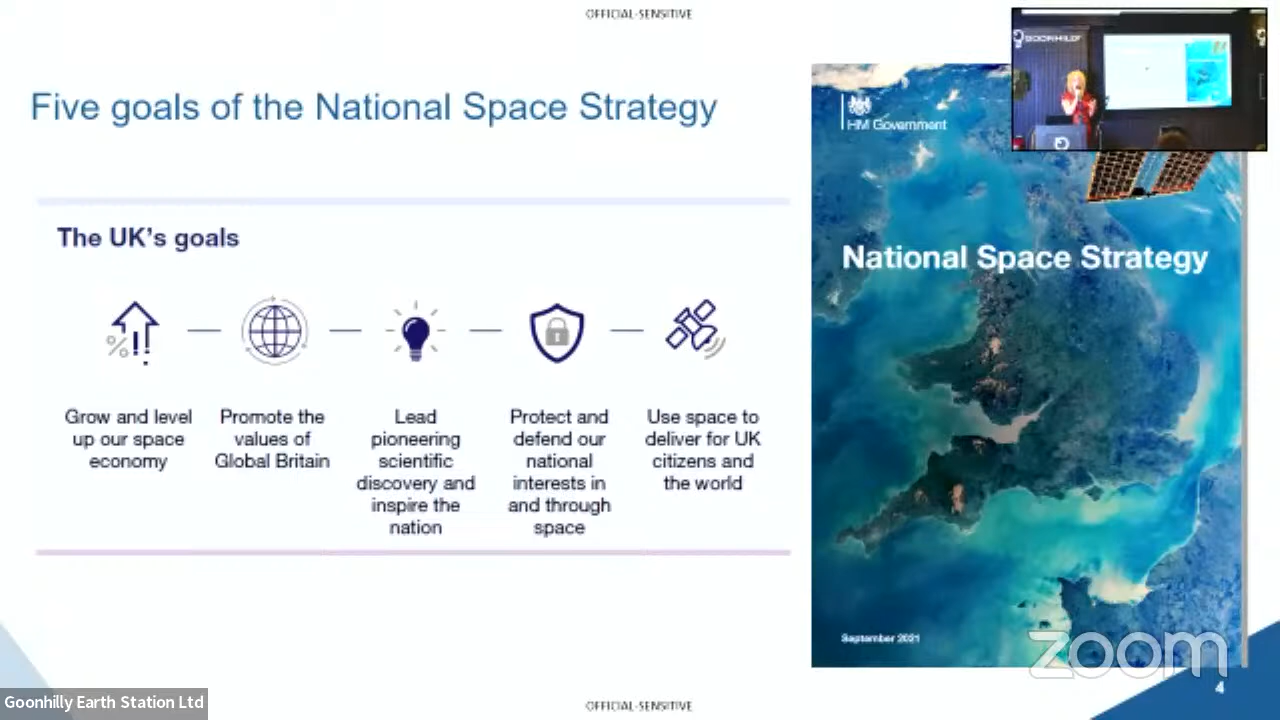 OFFICIAL-SENSITIVE
GOONHILLY
Five goals of the National Space Strategy
HM Government
The UK's goals
National Space Strategy
%
Grow and level
up our space
economy
Promote the
values of
Global Britain
Lead
pioneering
scientific
discovery and
inspire the
nation
Protect and
defend our
national
interests in
and through
space
Use space to
deliver for UK
citizens and
the world
September 2021
zoom
4
Goonhilly Earth Station Ltd
OFFICIAL-SENSITIVE